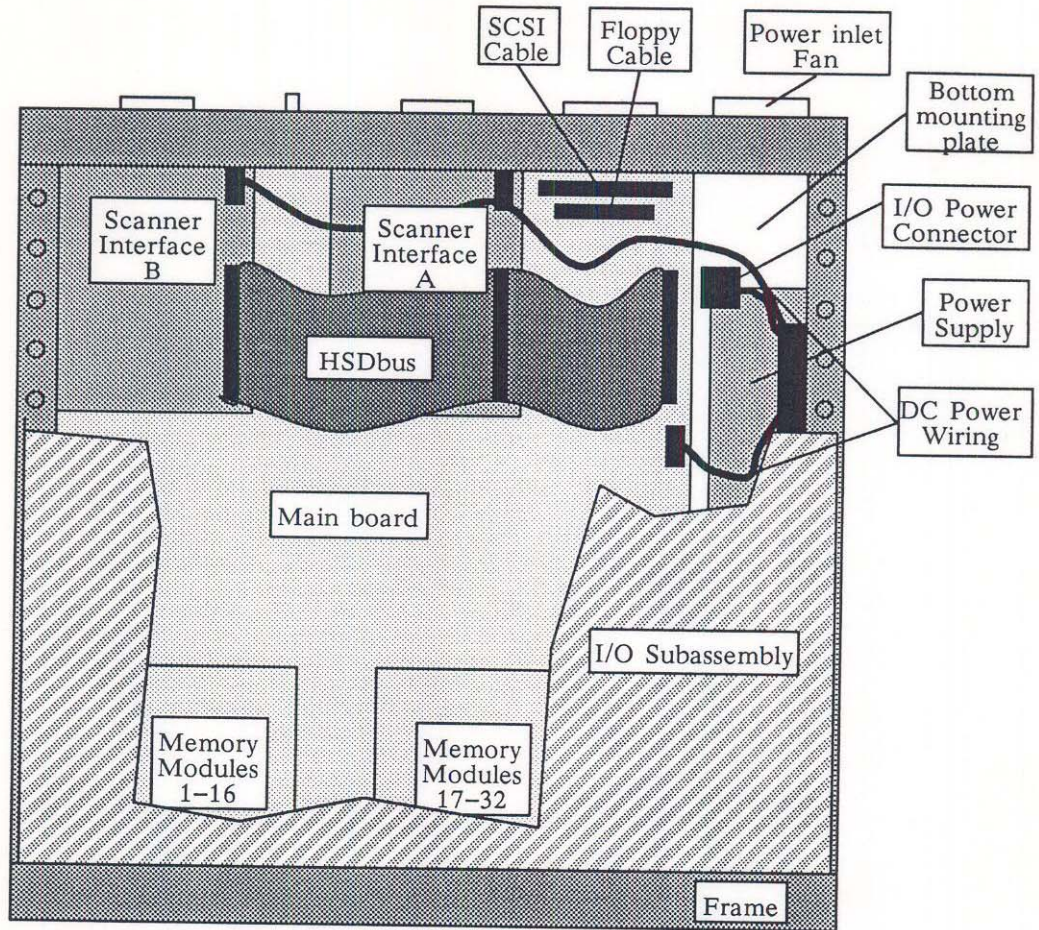 SCSI
Cable
Floppy
Cable
Power inlet
Fan
Bottom
mounting
plate
Scanner
Interface
B
Scanner
Interface
A
I/O Power
Connector
HSDbus
Power
Supply
DC Power
Wiring
Main board
I/O Subassembly
Memory
Modules
1–16
Memory
Modules
17–32
Frame